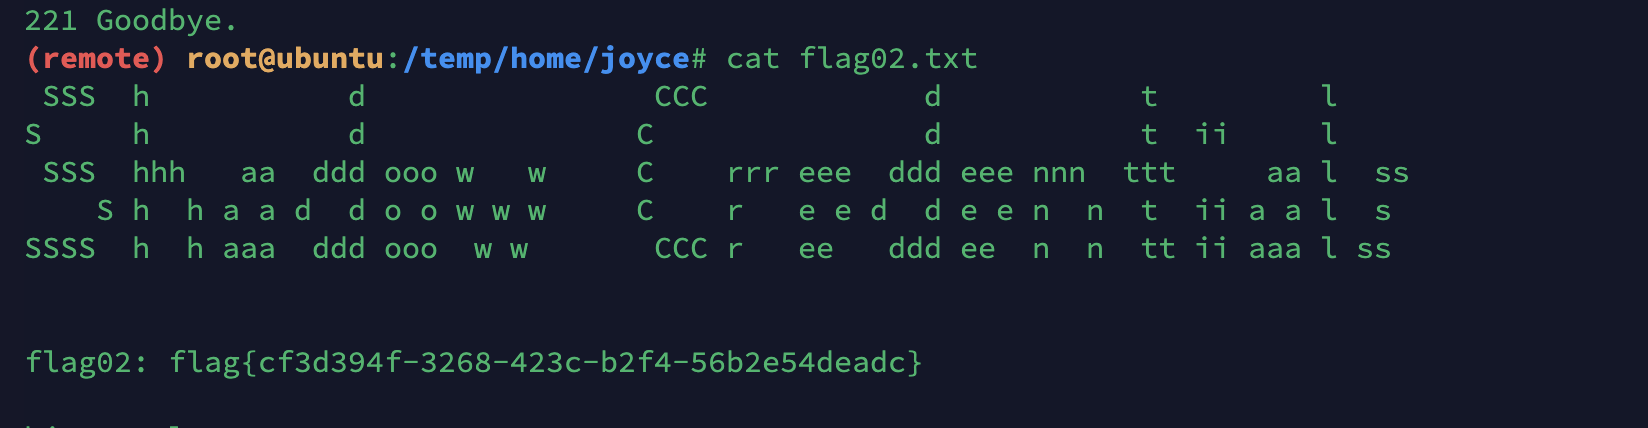 221 Goodbye.
(remote) root@ubuntu:/temp/home/joyce# cat flag02.txt
 SSS  h           d                CCC            d           t         l
S     h           d               C               d           t  ii     l
 SSS  hhh   aa  ddd ooo w   w     C    rrr eee  ddd eee nnn  ttt     aa l  ss
    S h  h a a d  d o o w w w     C    r   e e d  d e e n  n  t  ii a a l  s
SSSS  h  h aaa  ddd ooo  w w       CCC r   ee   ddd ee  n  n  tt ii aaa l ss
flag02: flag{cf3d394f-3268-423c-b2f4-56b2e54deadc}